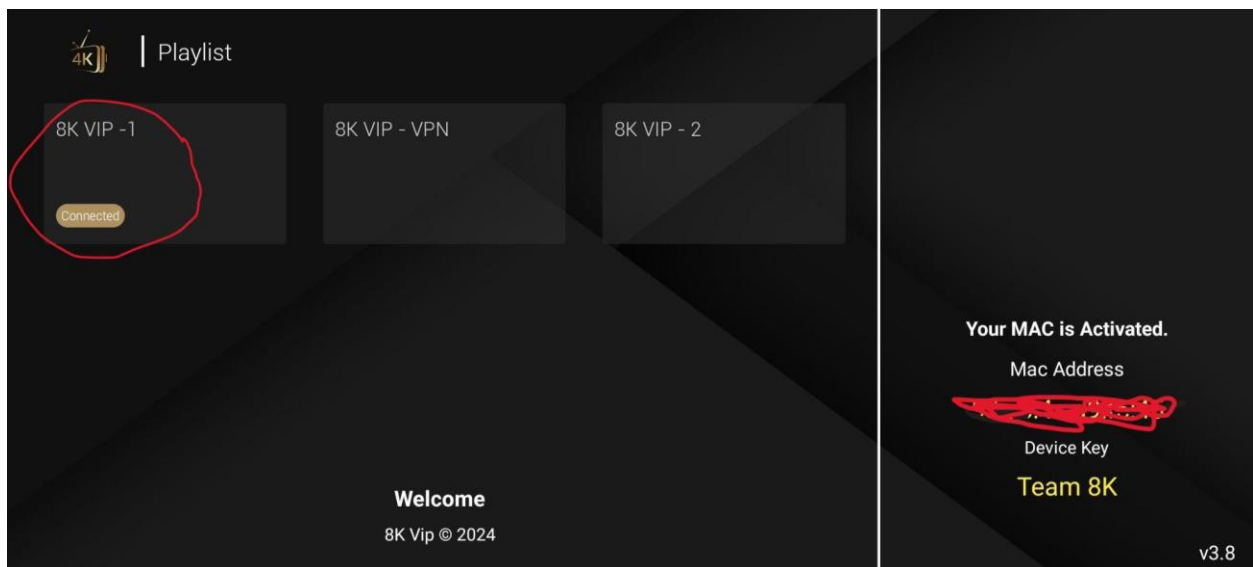 4K
Playlist
8K VIP -1
Connected
8K VIP - VPN
8K VIP - 2
Welcome
8K Vip © 2024
Your MAC is Activated.
Mac Address
Device Key
Team 8K
v3.8